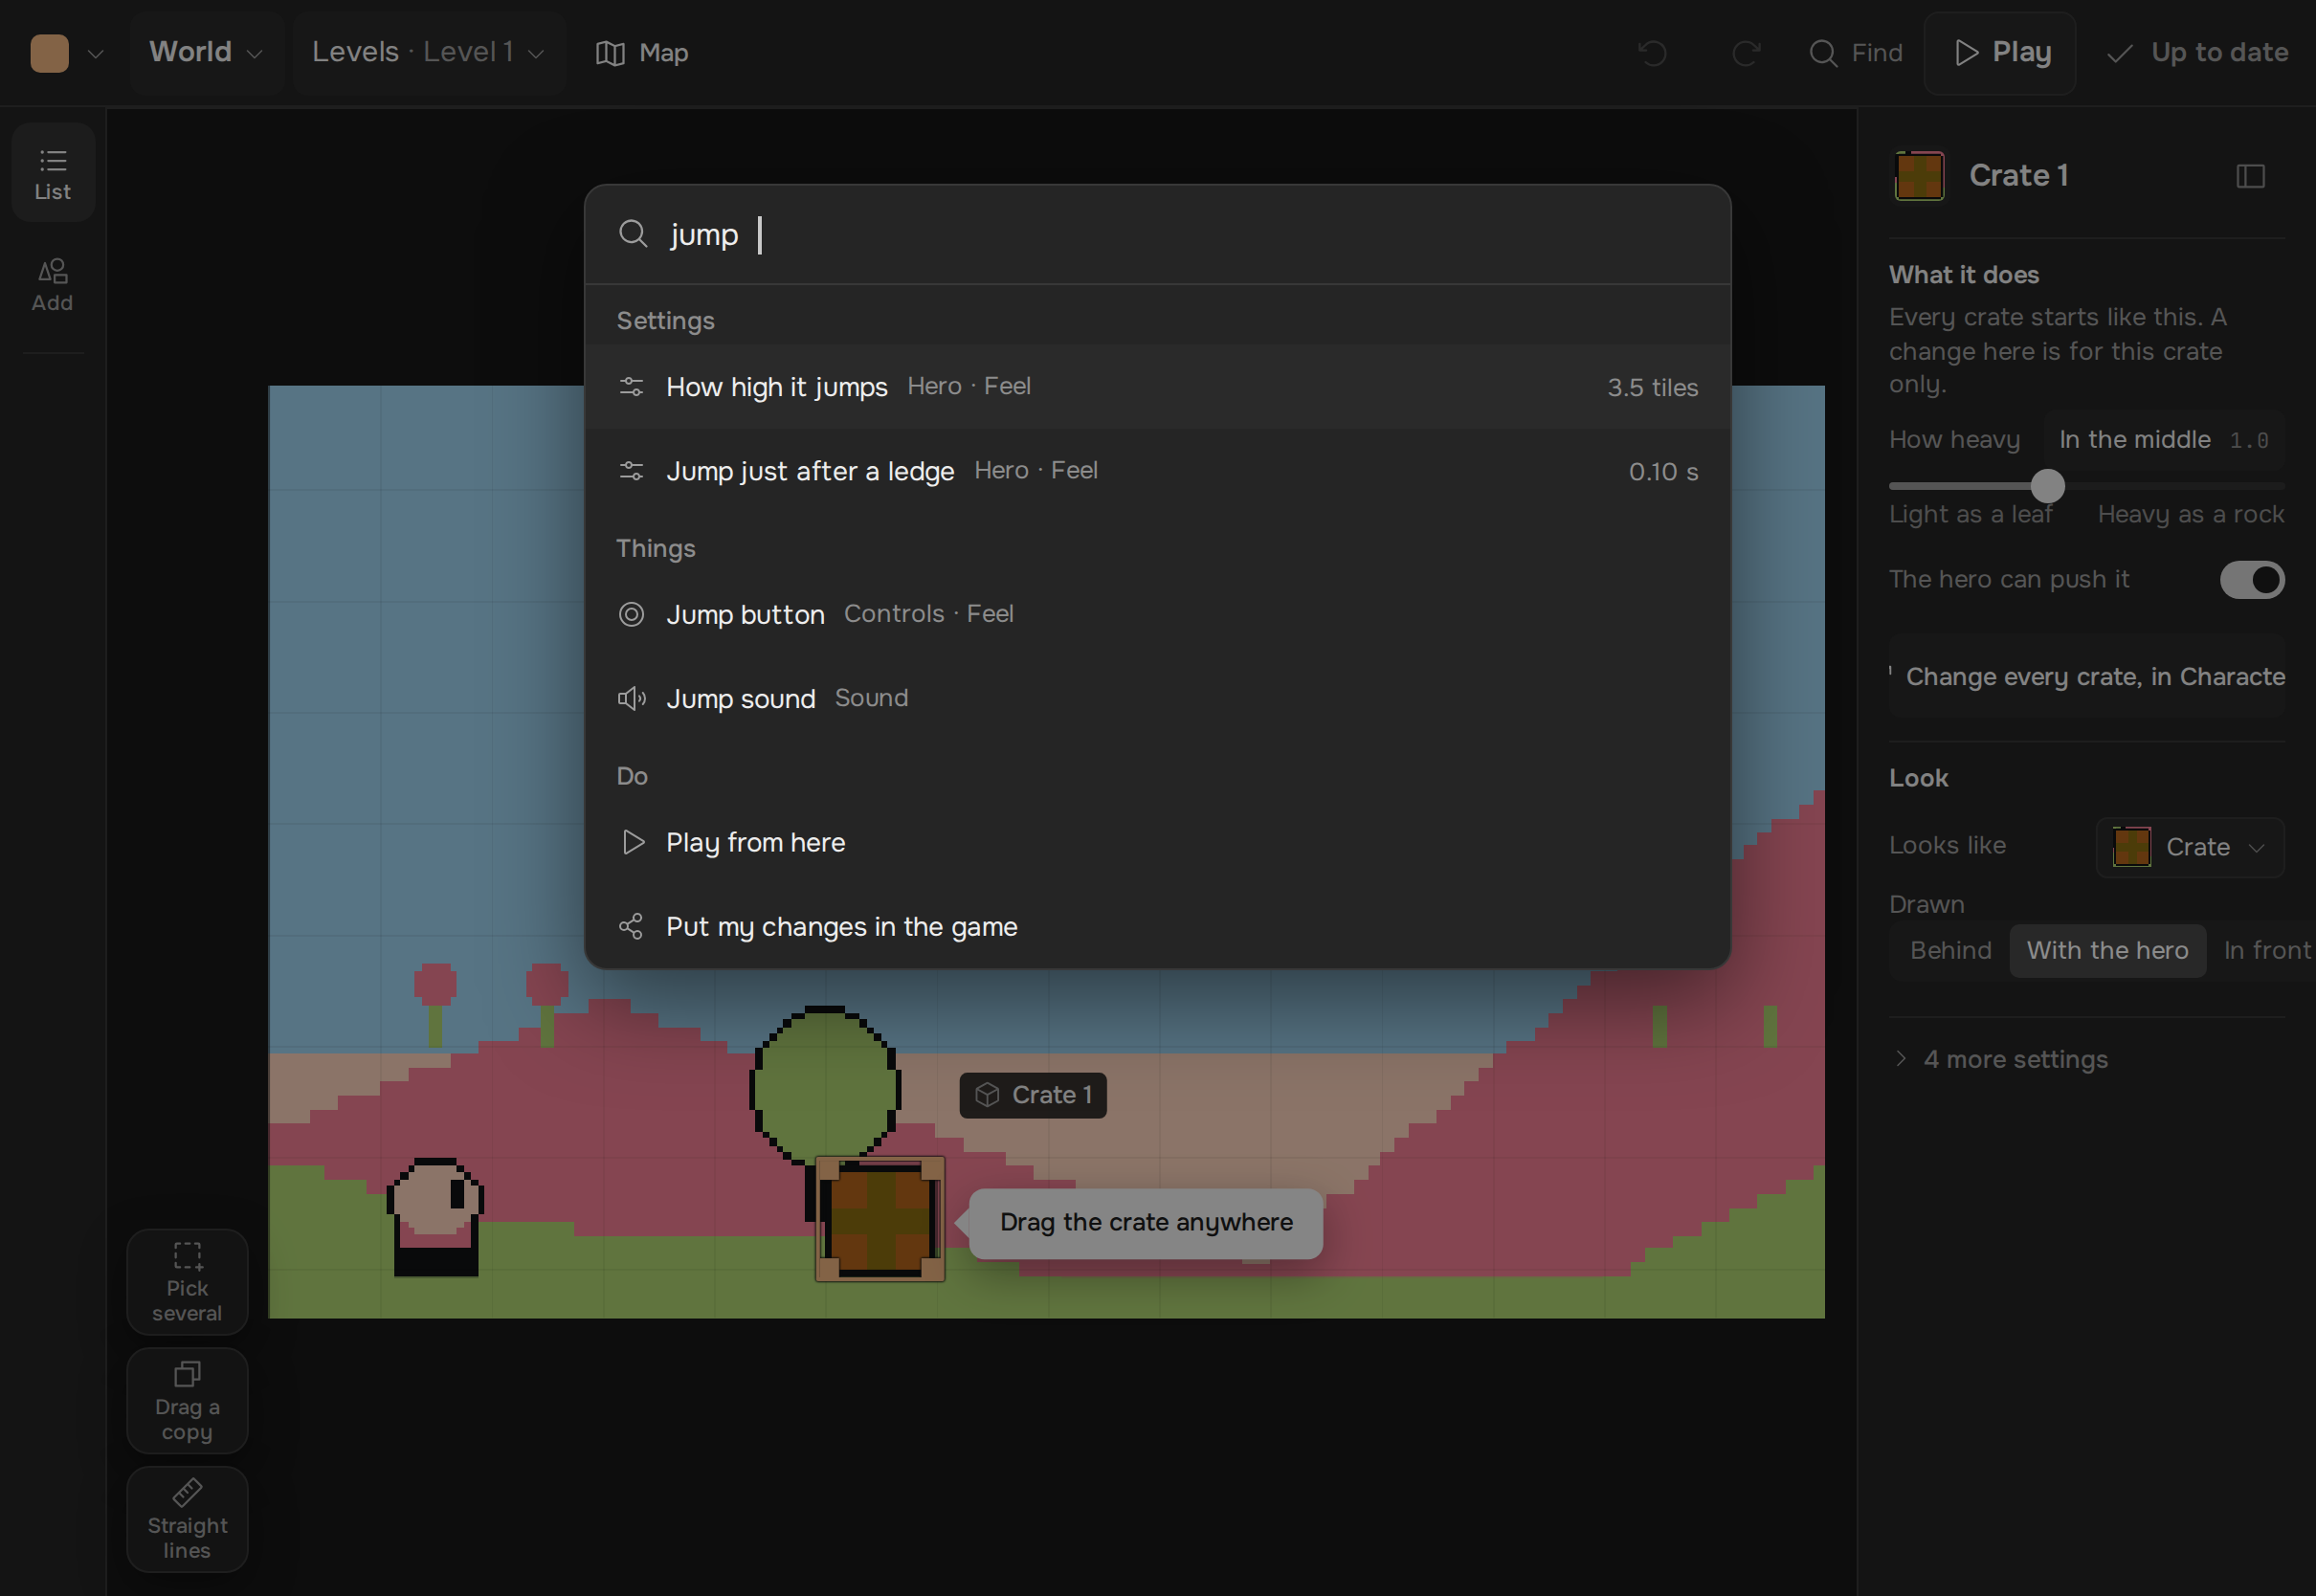 World
Levels · Level 1
Map
Find
Play
Up to date
List
Add
jump
Settings
How high it jumps Hero · Feel 3.5 tiles
Jump just after a ledge Hero · Feel 0.10 s
Things
Jump button Controls · Feel
Jump sound Sound
Do
Play from here
Put my changes in the game
Crate 1
Drag the crate anywhere
Pick
several
Drag a
copy
Straight
lines
Crate 1
What it does
Every crate starts like this. A
change here is for this crate
only.
How heavy In the middle 1.0
Light as a leaf Heavy as a rock
The hero can push it
Change every crate, in Characte
Look
Looks like Crate
Drawn
Behind With the hero In front
4 more settings